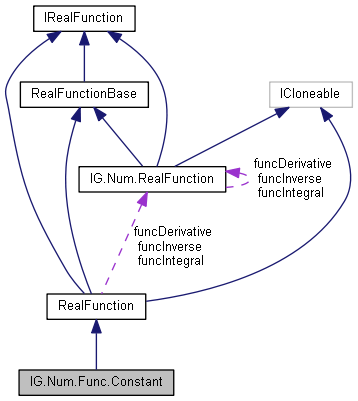 IRealFunction
RealFunctionBase
ICloneable
IG.Num.RealFunction
funcDerivative
funcInverse
funcIntegral
funcDerivative
funcInverse
funcIntegral
RealFunction
IG.Num.Func.Constant